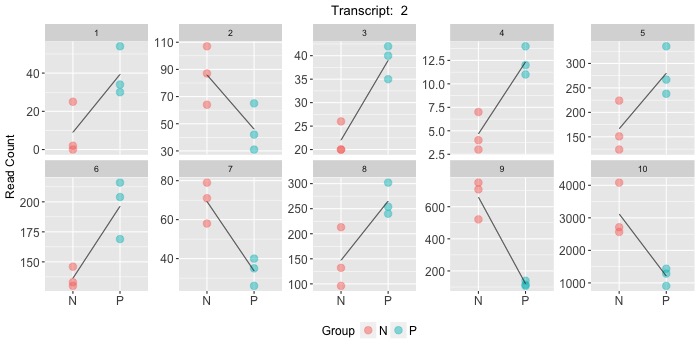 Transcript: 2
1 2 3 4 5
40 20 0
110 90 70 50 30
40 35 30 25 20
12.5 10.0 7.5 5.0 2.5
300 250 200 150
Read Count
6 7 8 9 10
200 150
80 60 40
300 250 200 150 100
600 400 200
4000 3000 2000 1000
N P N P N P N P N P
Group N P